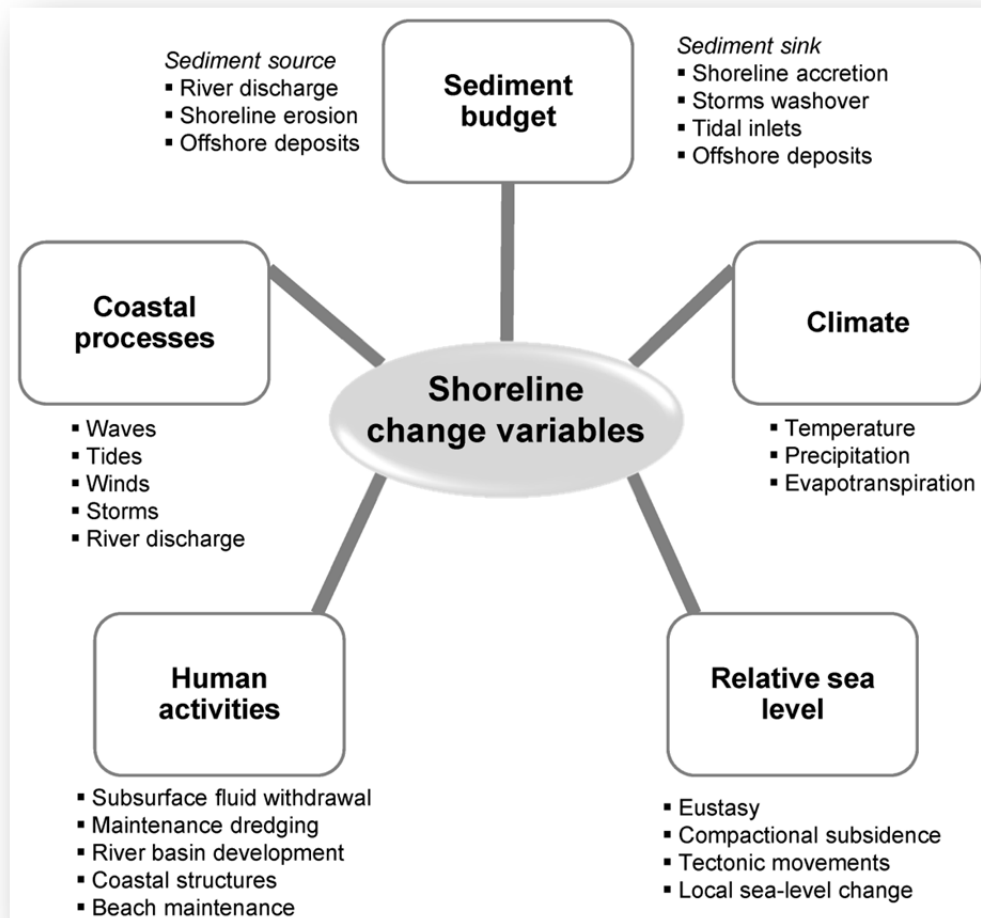 Sediment source
▪ River discharge
▪ Shoreline erosion
▪ Offshore deposits
Sediment
budget
Sediment sink
▪ Shoreline accretion
▪ Storms washover
▪ Tidal inlets
▪ Offshore deposits
Coastal
processes
▪ Waves
▪ Tides
▪ Winds
▪ Storms
▪ River discharge
Shoreline
change variables
Climate
▪ Temperature
▪ Precipitation
▪ Evapotranspiration
Human
activities
▪ Subsurface fluid withdrawal
▪ Maintenance dredging
▪ River basin development
▪ Coastal structures
▪ Beach maintenance
Relative sea
level
▪ Eustasy
▪ Compactional subsidence
▪ Tectonic movements
▪ Local sea-level change